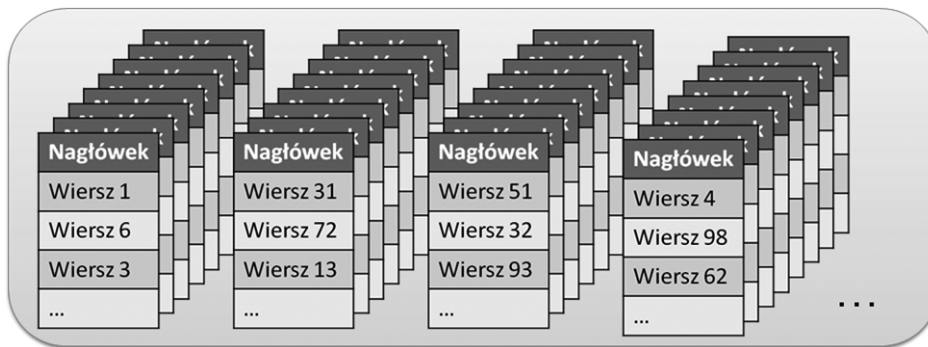 Nagłówek
Wiersz 1
Wiersz 6
Wiersz 3
...
Nagłówek
Wiersz 31
Wiersz 72
Wiersz 13
...
Nagłówek
Wiersz 51
Wiersz 32
Wiersz 93
...
Nagłówek
Wiersz 4
Wiersz 98
Wiersz 62
...
...